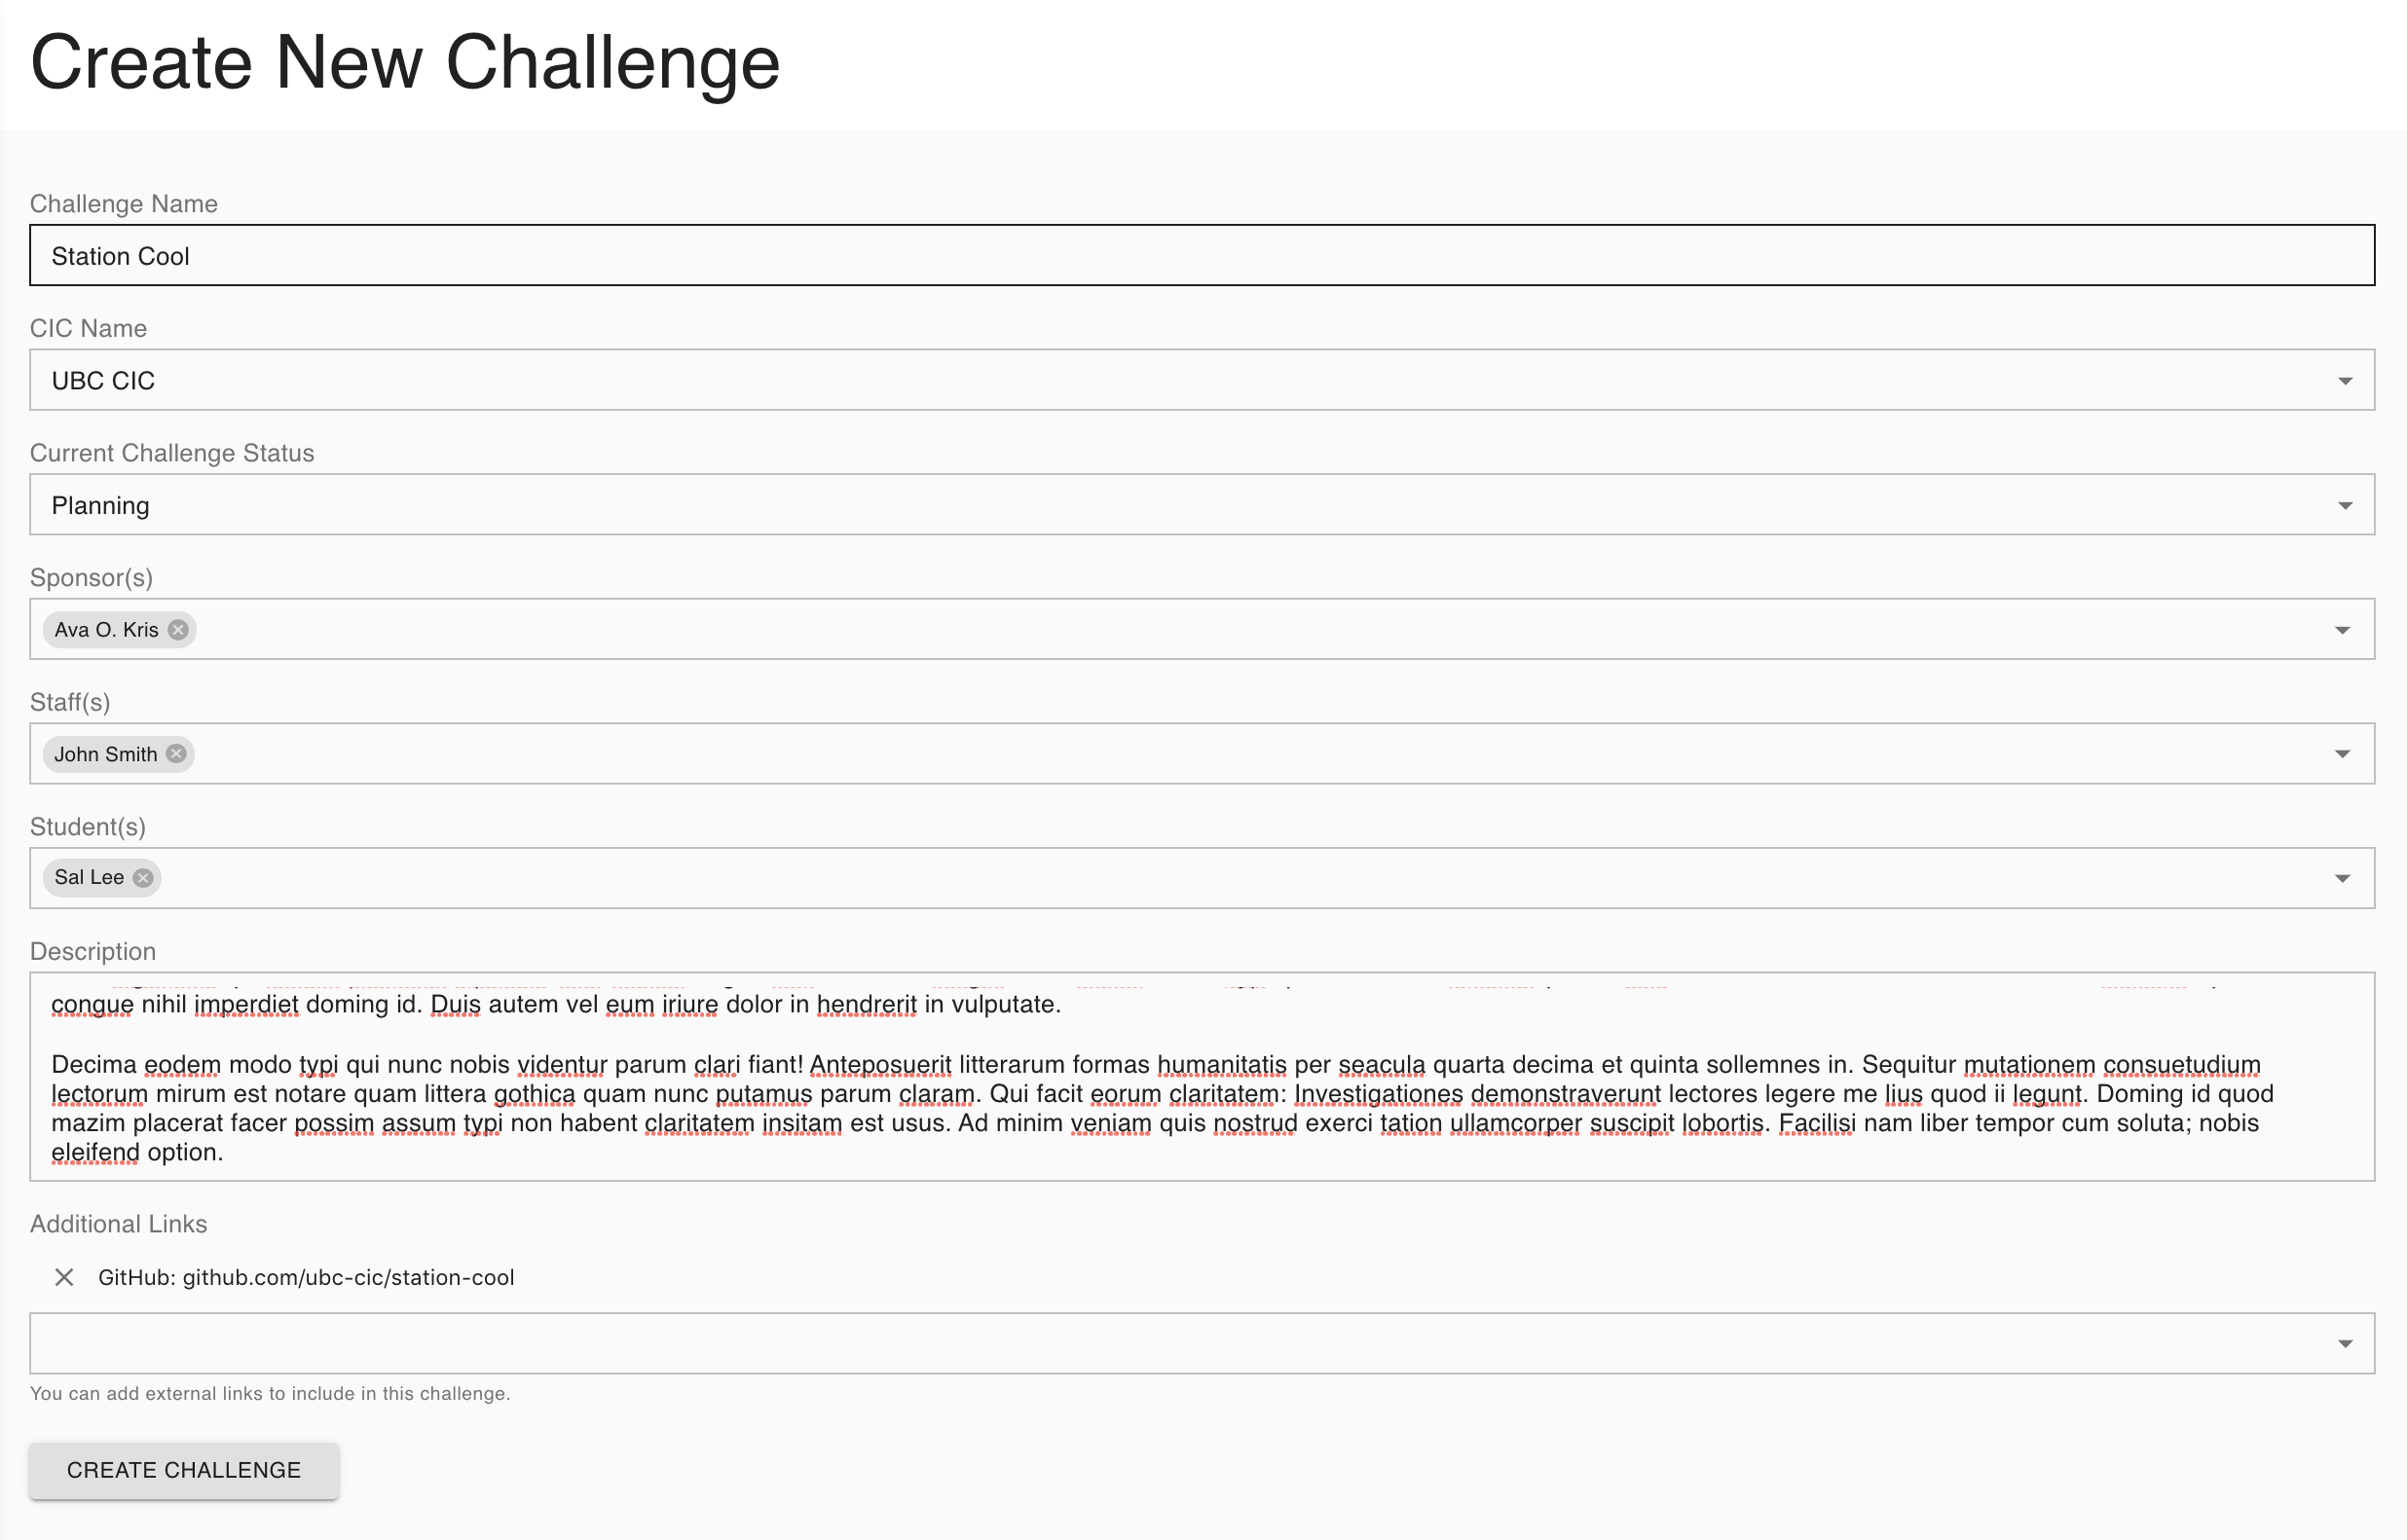 Create New Challenge
Challenge Name
Station Cool
CIC Name
UBC CIC
Current Challenge Status
Planning
Sponsor(s)
Ava O. Kris
Staff(s)
John Smith
Student(s)
Sal Lee
Description
congue nihil imperdiet doming id. Duis autem vel eum iriure dolor in hendrerit in vulputate.
Decima eodem modo typi qui nunc nobis videntur parum clari fiant! Anteposuerit litterarum formas humanitatis per seacula quarta decima et quinta sollemnes in. Sequitur mutationem consuetudium
lectorum mirum est notare quam littera gothica quam nunc putamus parum claram. Qui facit eorum claritatem: Investigationes demonstraverunt lectores legere me lius quod ii legunt. Doming id quod
mazim placerat facer possim assum typi non habent claritatem insitam est usus. Ad minim veniam quis nostrud exerci tation ullamcorper suscipit lobortis. Facilisi nam liber tempor cum soluta; nobis
eleifend option.
Additional Links
GitHub: github.com/ubc-cic/station-cool
You can add external links to include in this challenge.
CREATE CHALLENGE